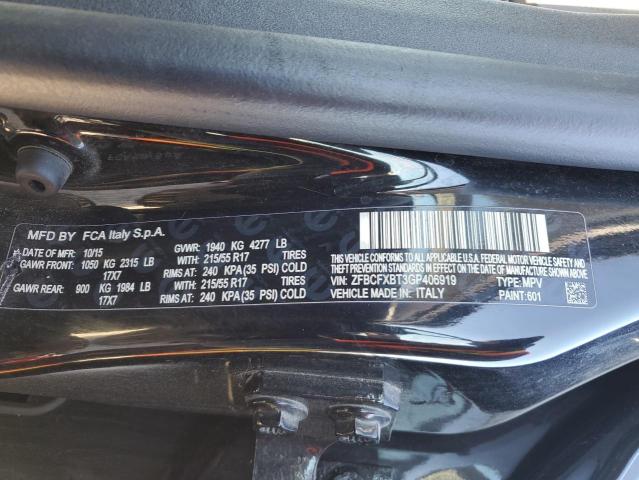 MFD BY FCA Italy S.p.A.
DATE OF MFR: 10/15 GVWR: 1940 KG 4277 LB
GAWR FRONT: 1050 KG 2315 LB WITH: 215/55 R17 TIRES
17X7 RIMS AT: 240 KPA (35 PSI) COLD
GAWR REAR: 900 KG 1984 LB WITH: 215/55 R17 TIRES
17X7 RIMS AT: 240 KPA (35 PSI) COLD
THIS VEHICLE CONFORMS TO ALL APPLICABLE U.S.A. FEDERAL MOTOR
VEHICLE SAFETY, BUMPER, AND THEFT PREVENTION STANDARDS IN
EFFECT ON THE DATE OF MANUFACTURE SHOWN ABOVE.
VIN: ZFBCFXBT3GP406919 TYPE: MPV
VEHICLE MADE IN: ITALY PAINT: 601